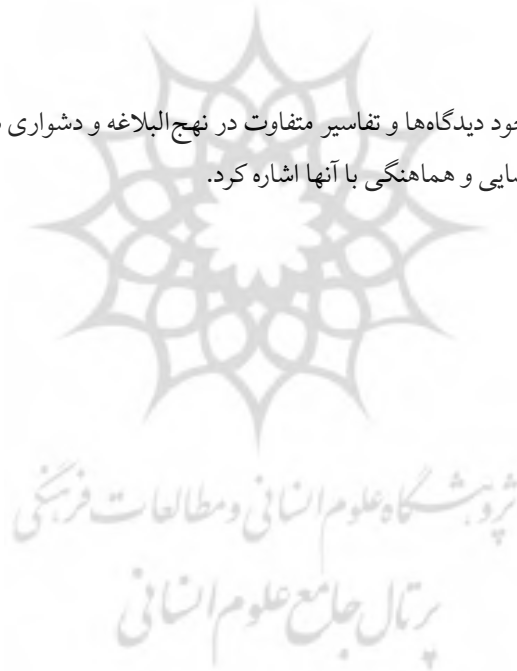 خود دیدگاه‌ها و تفاسیر متفاوت در نهج‌البلاغه و دشواری
سایی و هماهنگی با آنها اشاره کرد.
پژوهشگاه علوم انسانی و مطالعات فرهنگی
پرتال جامع علوم انسانی